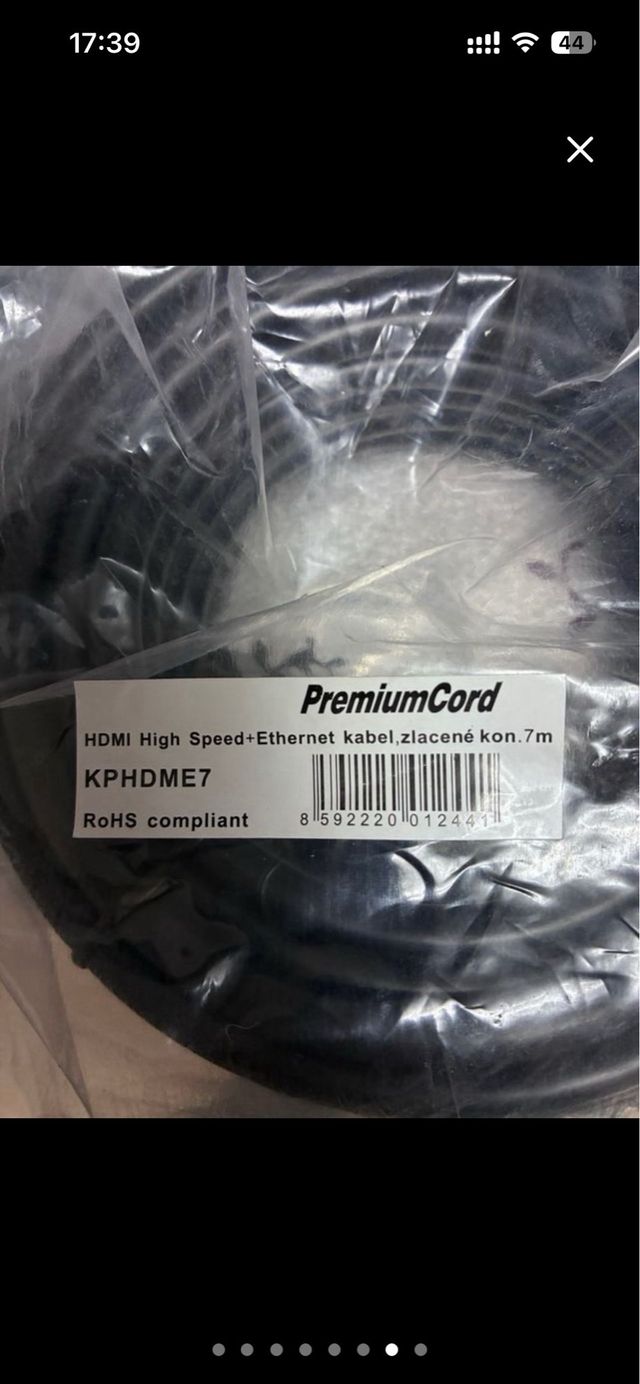 17:39
44
PremiumCord
HDMI High Speed+Ethernet kabel,zlacené kon.7m
KPHDME7
RoHS compliant
8 592220 012441